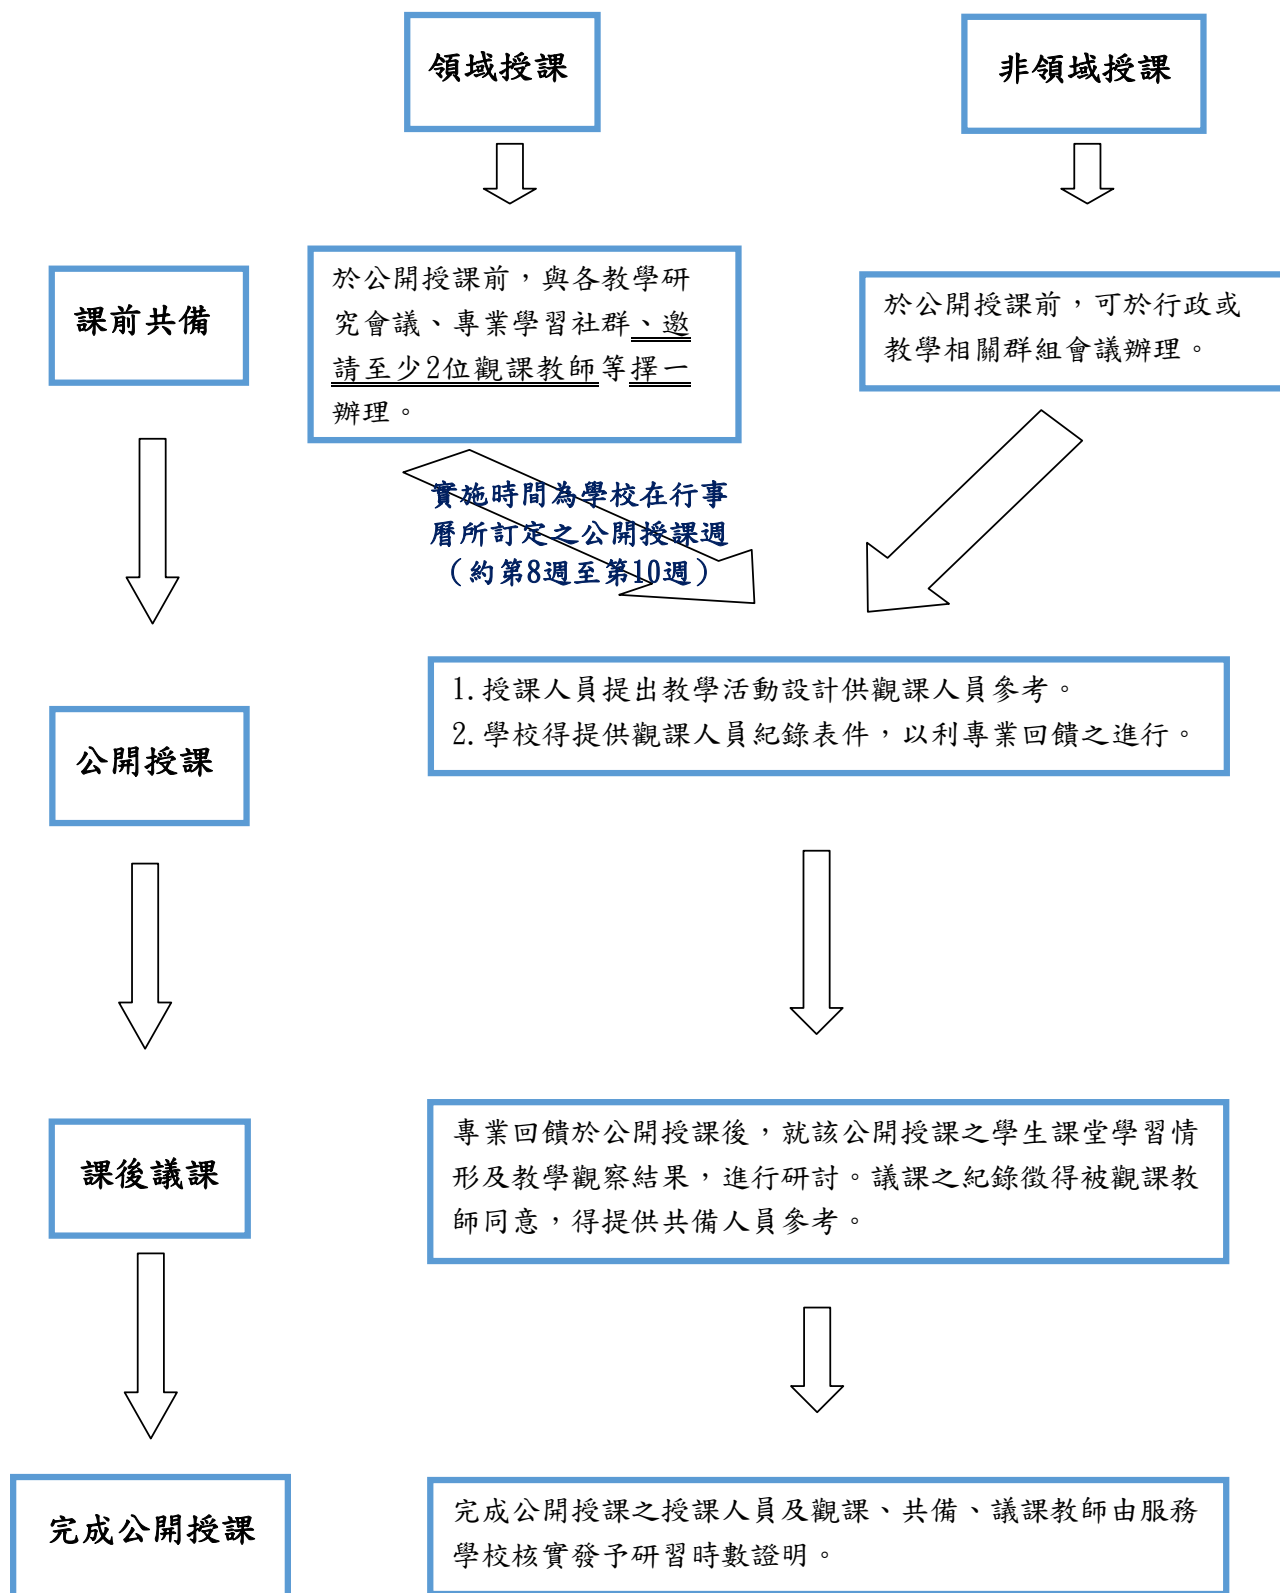 領域授課
非領域授課
課前共備
於公開授課前，與各教學研
究會議、專業學習社群、邀
請至少2位觀課教師等擇一
辦理。
於公開授課前，可於行政或
教學相關群組會議辦理。
實施時間為學校在行事
曆所訂定之公開授課週
（約第8週至第10週）
公開授課
1.授課人員提出教學活動設計供觀課人員參考。
2.學校得提供觀課人員紀錄表件，以利專業回饋之進行。
課後議課
專業回饋於公開授課後，就該公開授課之學生課堂學習情
形及教學觀察結果，進行研討。議課之紀錄徵得被觀課教
師同意，得提供共備人員參考。
完成公開授課
完成公開授課之授課人員及觀課、共備、議課教師由服務
學校核實發予研習時數證明。